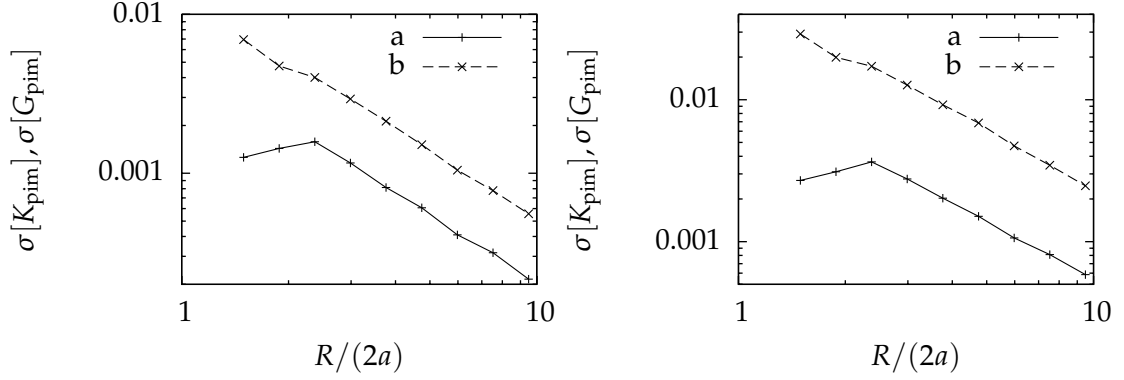 0.01
0.001
σ[K_pim], σ[G_pim]
a
b
1
10
R/(2a)
0.01
0.001
σ[K_pim], σ[G_pim]
a
b
1
10
R/(2a)